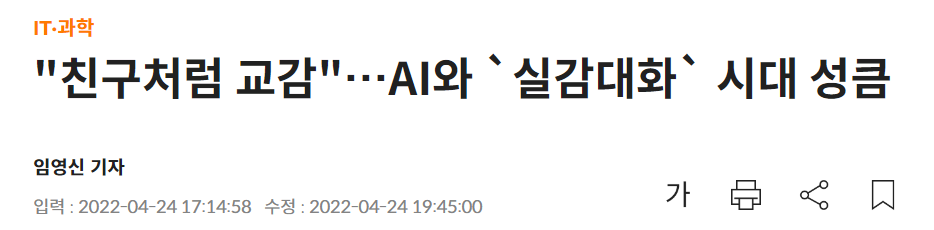 IT·과학
"친구처럼 교감"…AI와 `실감대화` 시대 성큼
임영신 기자
입력 : 2022-04-24 17:14:58 수정 : 2022-04-24 19:45:00
가